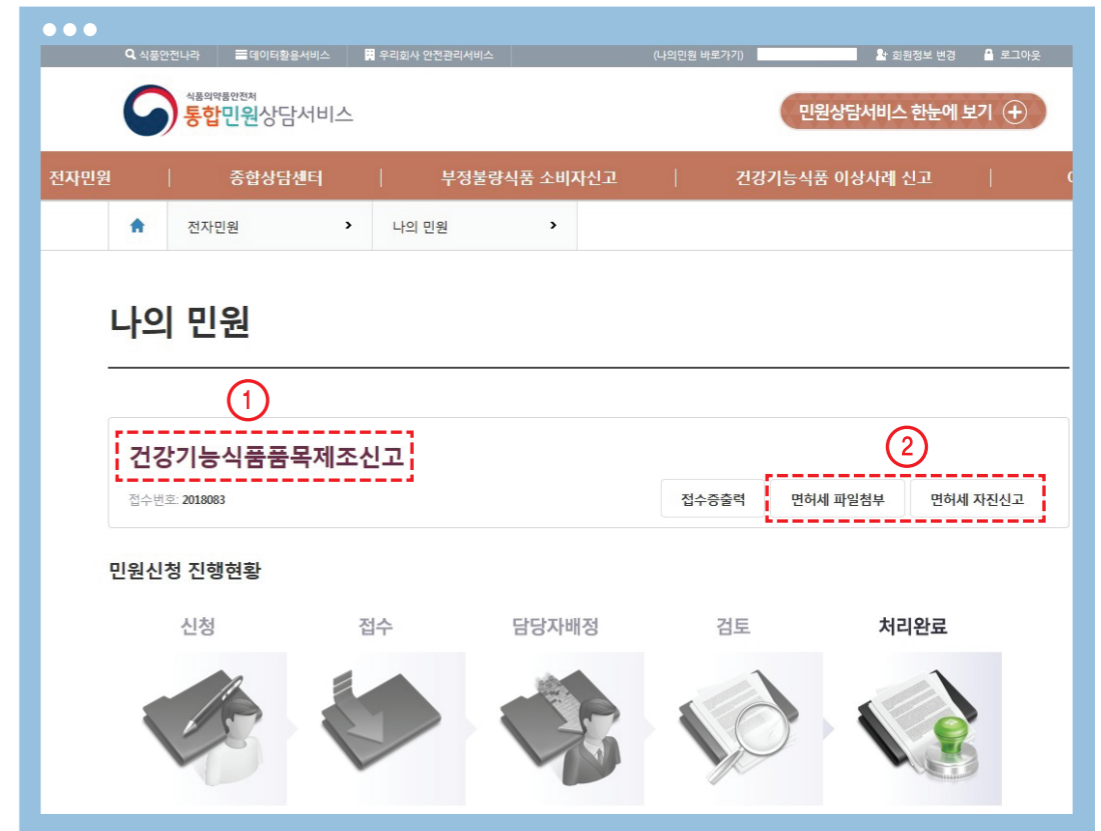 식품안전나라 데이터활용서비스 우리회사 안전관리서비스 (나의민원 바로가기) 회원정보 변경 로그아웃
식품의약품안전처
통합민원상담서비스
민원상담서비스 한눈에 보기
전자민원 | 종합상담센터 | 부정불량식품 소비자신고 | 건강기능식품 이상사례 신고 |
전자민원 > 나의 민원 >
나의 민원
①
건강기능식품품목제조신고
②
접수번호: 2018083
접수증출력 면허세 파일첨부 면허세 자진신고
민원신청 진행현황
신청 접수 담당자배정 검토 처리완료